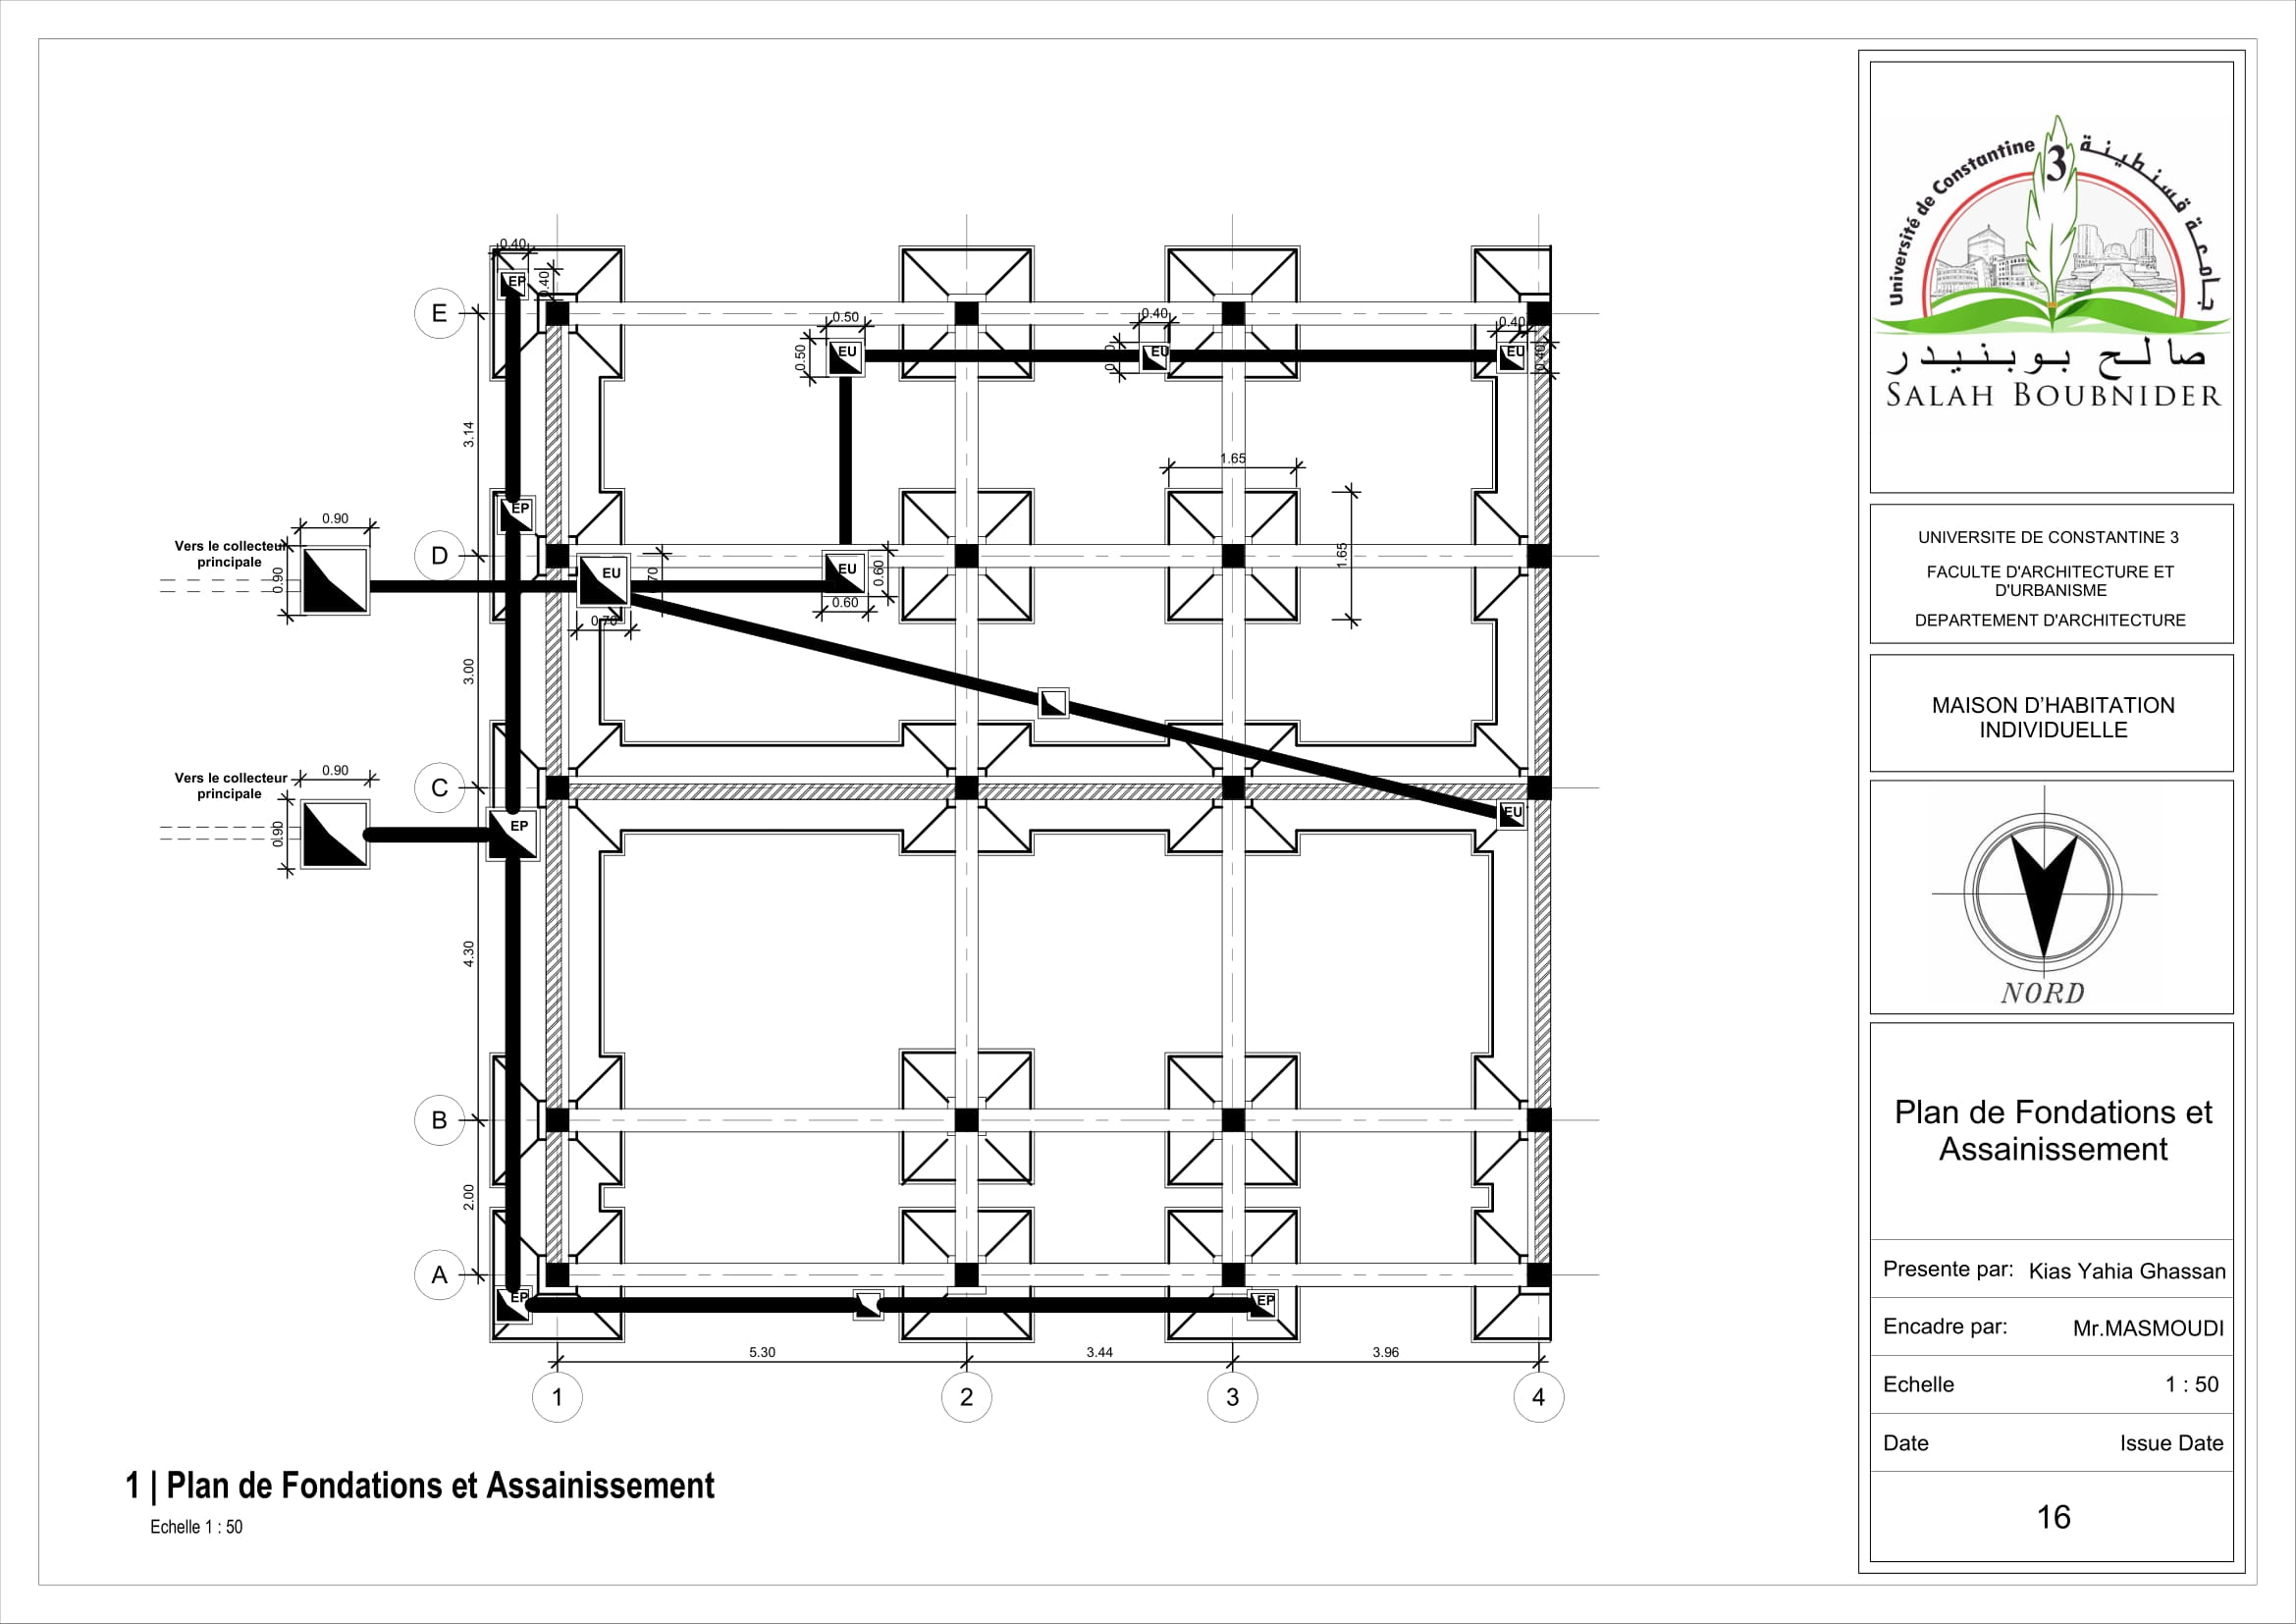 0.40
EP
0.40
E
0.50
0.40
0.40
EU
EU
EU
0.50
0.40
3.14
1.65
EP
0.90
Vers le collecteur
principale
D
1.65
EU
EU
0.60
0.90
0.70
0.60
0.70
3.00
Vers le collecteur
principale
0.90
C
EU
EP
0.90
4.30
B
2.00
A
EP
EP
5.30
3.44
3.96
1
2
3
4
1 | Plan de Fondations et Assainissement
Echelle 1 : 50
Université de Constantine 3 جامعة قسنطينة
صالح بوبنيدر
SALAH BOUBNIDER
UNIVERSITE DE CONSTANTINE 3
FACULTE D'ARCHITECTURE ET
D'URBANISME
DEPARTEMENT D'ARCHITECTURE
MAISON D'HABITATION
INDIVIDUELLE
NORD
Plan de Fondations et
Assainissement
Presente par: Kias Yahia Ghassan
Encadre par: Mr.MASMOUDI
Echelle 1 : 50
Date Issue Date
16